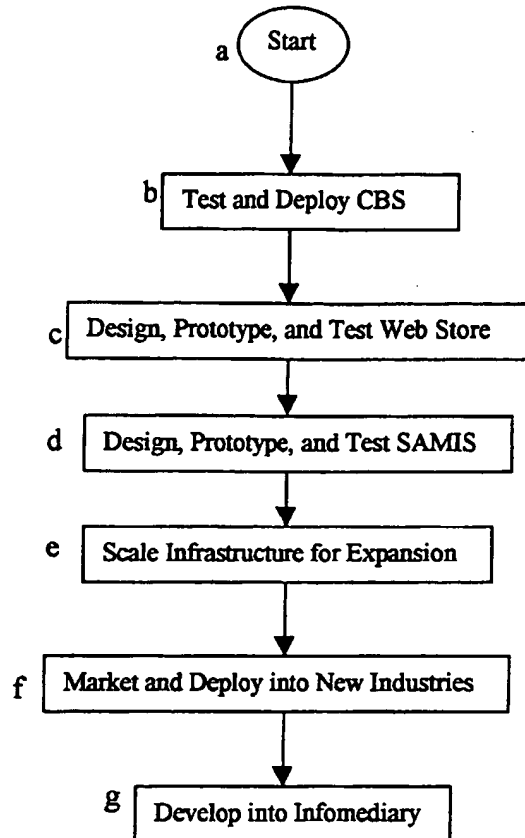 a
Start
b
Test and Deploy CBS
c
Design, Prototype, and Test Web Store
d
Design, Prototype, and Test SAMIS
e
Scale Infrastructure for Expansion
f
Market and Deploy into New Industries
g
Develop into Infomediary